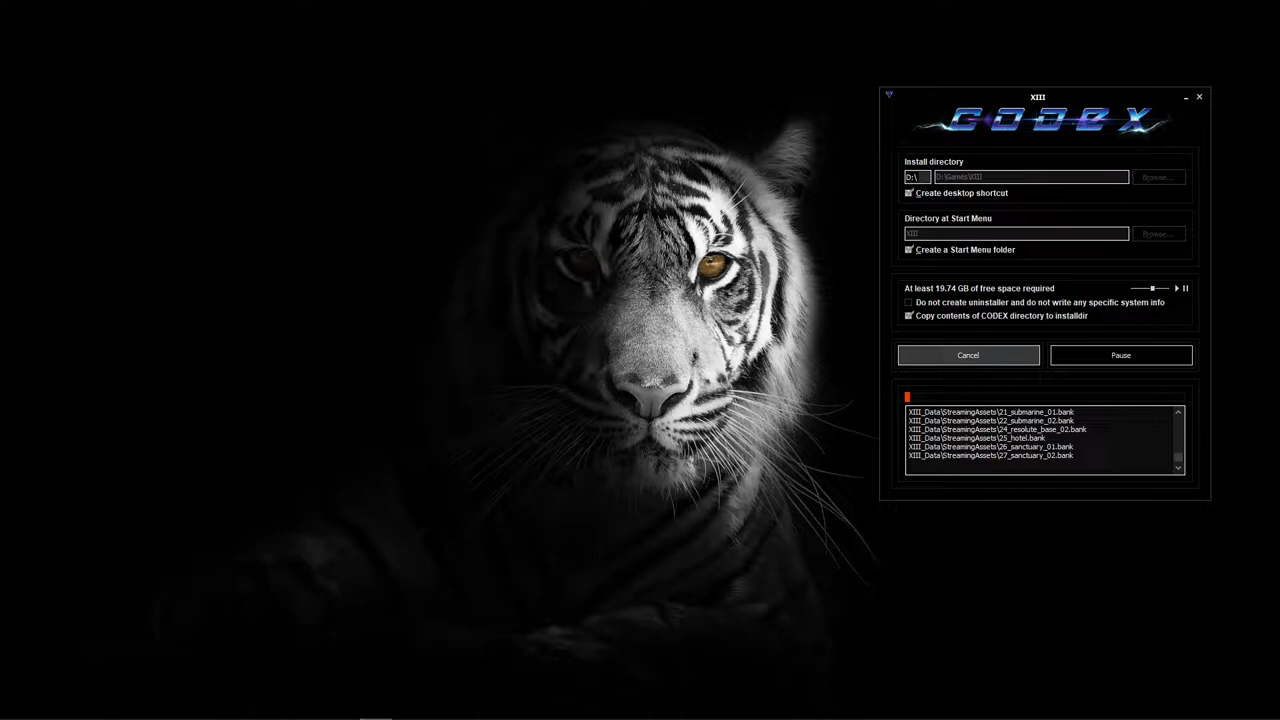 XIII
CODEX
Install directory
D:\ D:\Games\XIII Browse...
Create desktop shortcut
Directory at Start Menu
XIII Browse...
Create a Start Menu folder
At least 19.74 GB of free space required
Do not create uninstaller and do not write any specific system info
Copy contents of CODEX directory to installdir
Cancel Pause
XIII_Data\StreamingAssets\21_submarine_01.bank
XIII_Data\StreamingAssets\22_submarine_02.bank
XIII_Data\StreamingAssets\24_resolute_base_02.bank
XIII_Data\StreamingAssets\25_hotel.bank
XIII_Data\StreamingAssets\26_sanctuary_01.bank
XIII_Data\StreamingAssets\27_sanctuary_02.bank